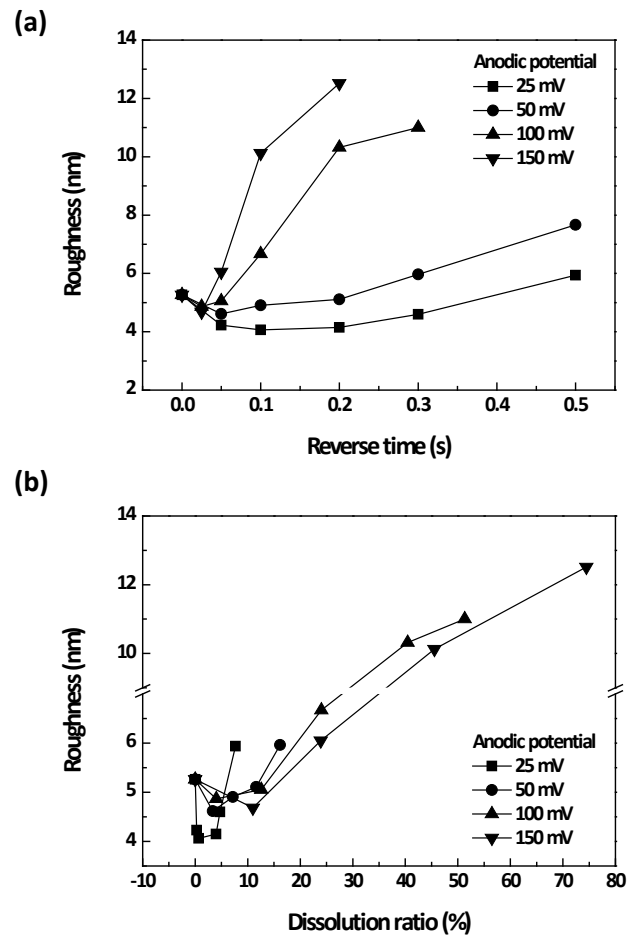 (a)
14
12
10
8
6
4
2
Roughness (nm)
Anodic potential
25 mV
50 mV
100 mV
150 mV
0.0 0.1 0.2 0.3 0.4 0.5
Reverse time (s)
(b)
14
12
10
6
5
4
Roughness (nm)
Anodic potential
25 mV
50 mV
100 mV
150 mV
-10 0 10 20 30 40 50 60 70 80
Dissolution ratio (%)